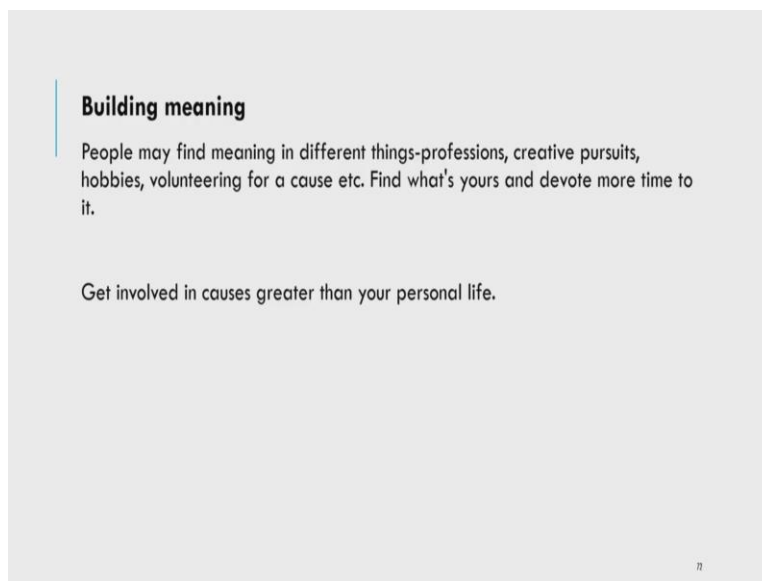 Building meaning
People may find meaning in different things-professions, creative pursuits,
hobbies, volunteering for a cause etc. Find what's yours and devote more time to
it.
Get involved in causes greater than your personal life.